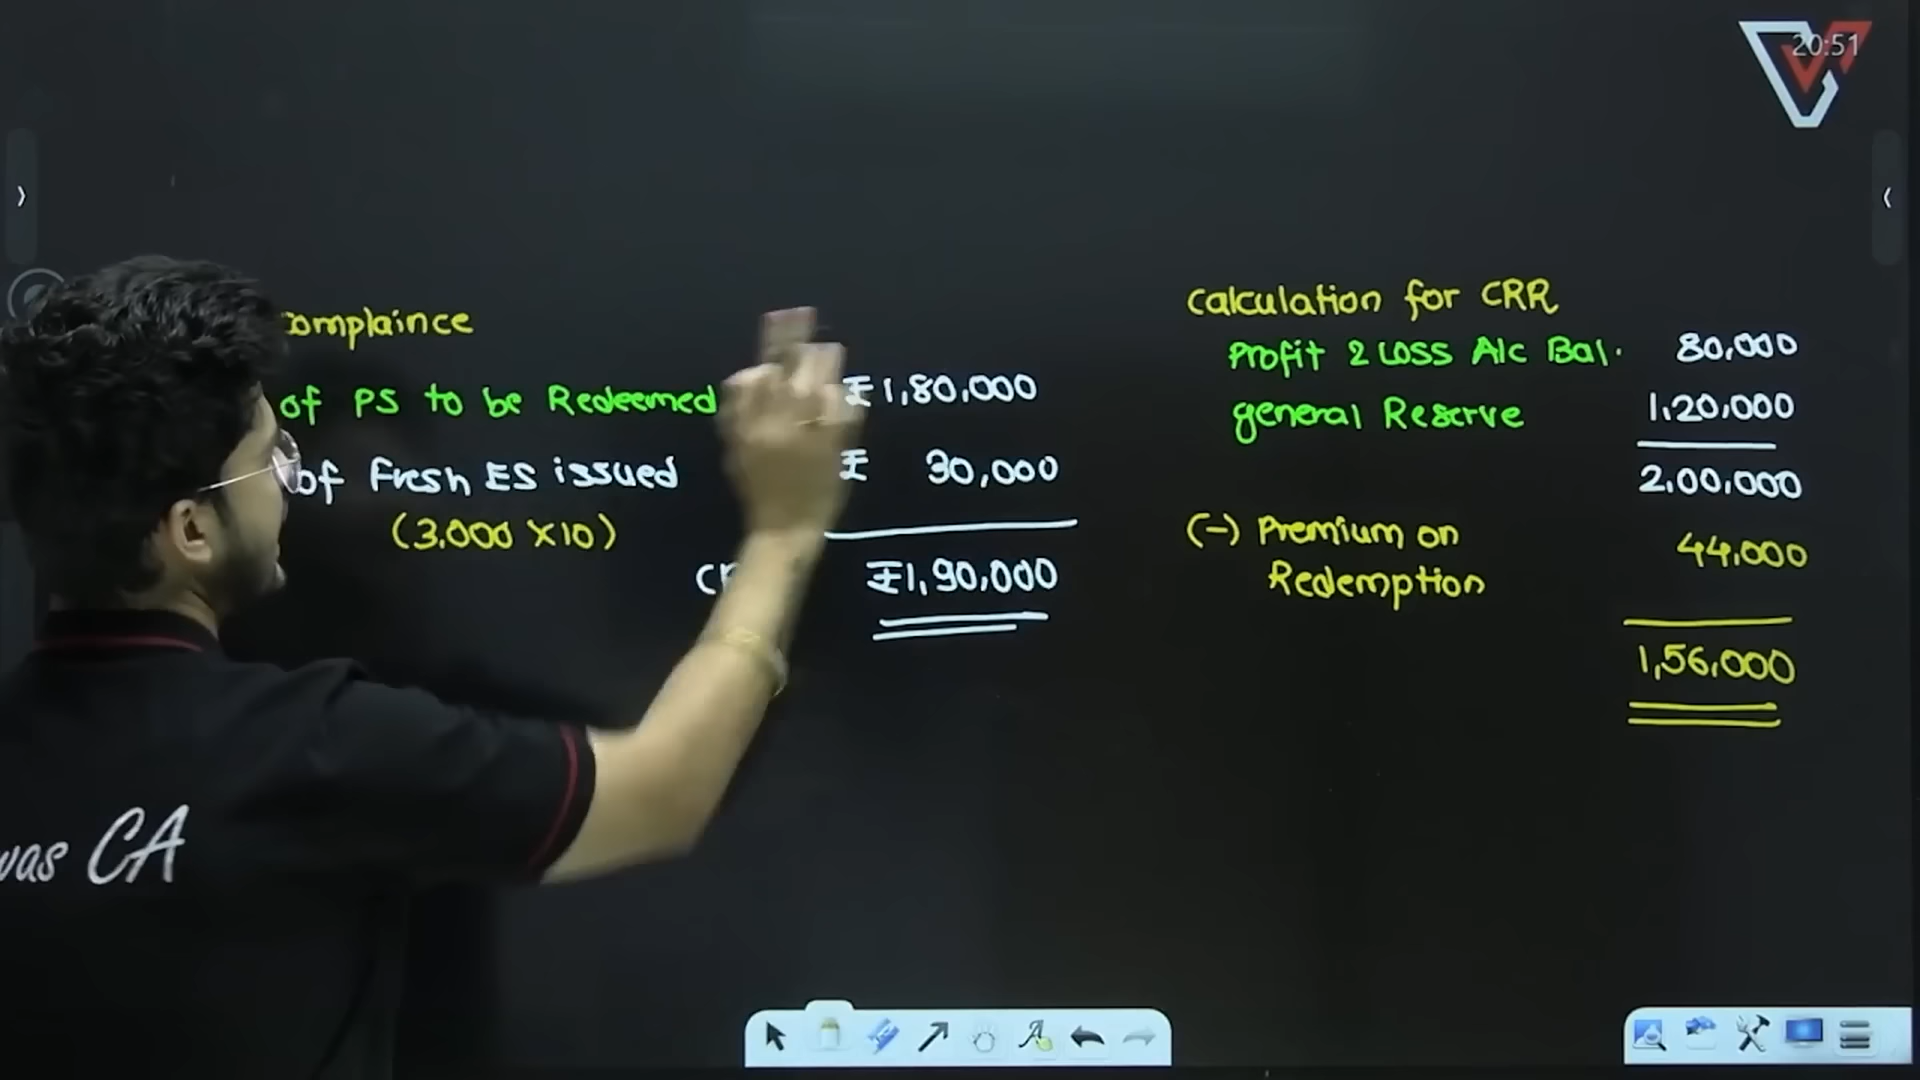 20:51
omplaince
of PS to be Redeemed ₹1,80,000
of Fresh ES issued ₹ 30,000
(3,000 X10)
₹1,90,000
calculation for CRR
Profit & Loss A/c Bal. 80,000
general Reserve 1,20,000
2,00,000
(-) Premium on 44,000
Redemption
1,56,000
CA